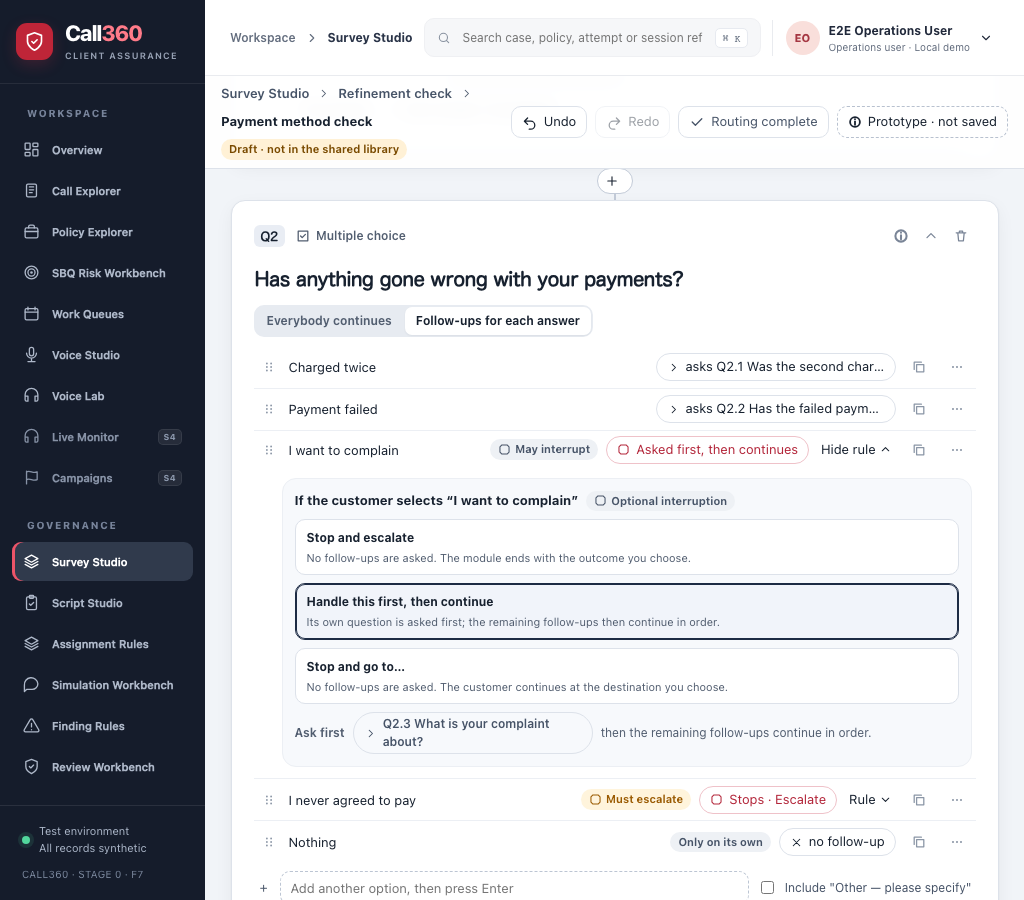 Call360
CLIENT ASSURANCE
WORKSPACE
Overview
Call Explorer
Policy Explorer
SBQ Risk Workbench
Work Queues
Voice Studio
Voice Lab
Live Monitor S4
Campaigns S4
GOVERNANCE
Survey Studio
Script Studio
Assignment Rules
Simulation Workbench
Finding Rules
Review Workbench
Test environment
All records synthetic
CALL360 · STAGE 0 · F7
Workspace > Survey Studio
Search case, policy, attempt or session ref ⌘ K
EO
E2E Operations User
Operations user · Local demo
Survey Studio > Refinement check >
Payment method check
Draft · not in the shared library
Undo
Redo
Routing complete
Prototype · not saved
+
Q2 Multiple choice
Has anything gone wrong with your payments?
Everybody continues Follow-ups for each answer
Charged twice > asks Q2.1 Was the second char...
Payment failed > asks Q2.2 Has the failed paym...
I want to complain May interrupt Asked first, then continues Hide rule
If the customer selects “I want to complain” Optional interruption
Stop and escalate
No follow-ups are asked. The module ends with the outcome you choose.
Handle this first, then continue
Its own question is asked first; the remaining follow-ups then continue in order.
Stop and go to...
No follow-ups are asked. The customer continues at the destination you choose.
Ask first > Q2.3 What is your complaint
about?
then the remaining follow-ups continue in order.
I never agreed to pay Must escalate Stops · Escalate Rule
Nothing Only on its own × no follow-up
+ Add another option, then press Enter Include "Other — please specify"